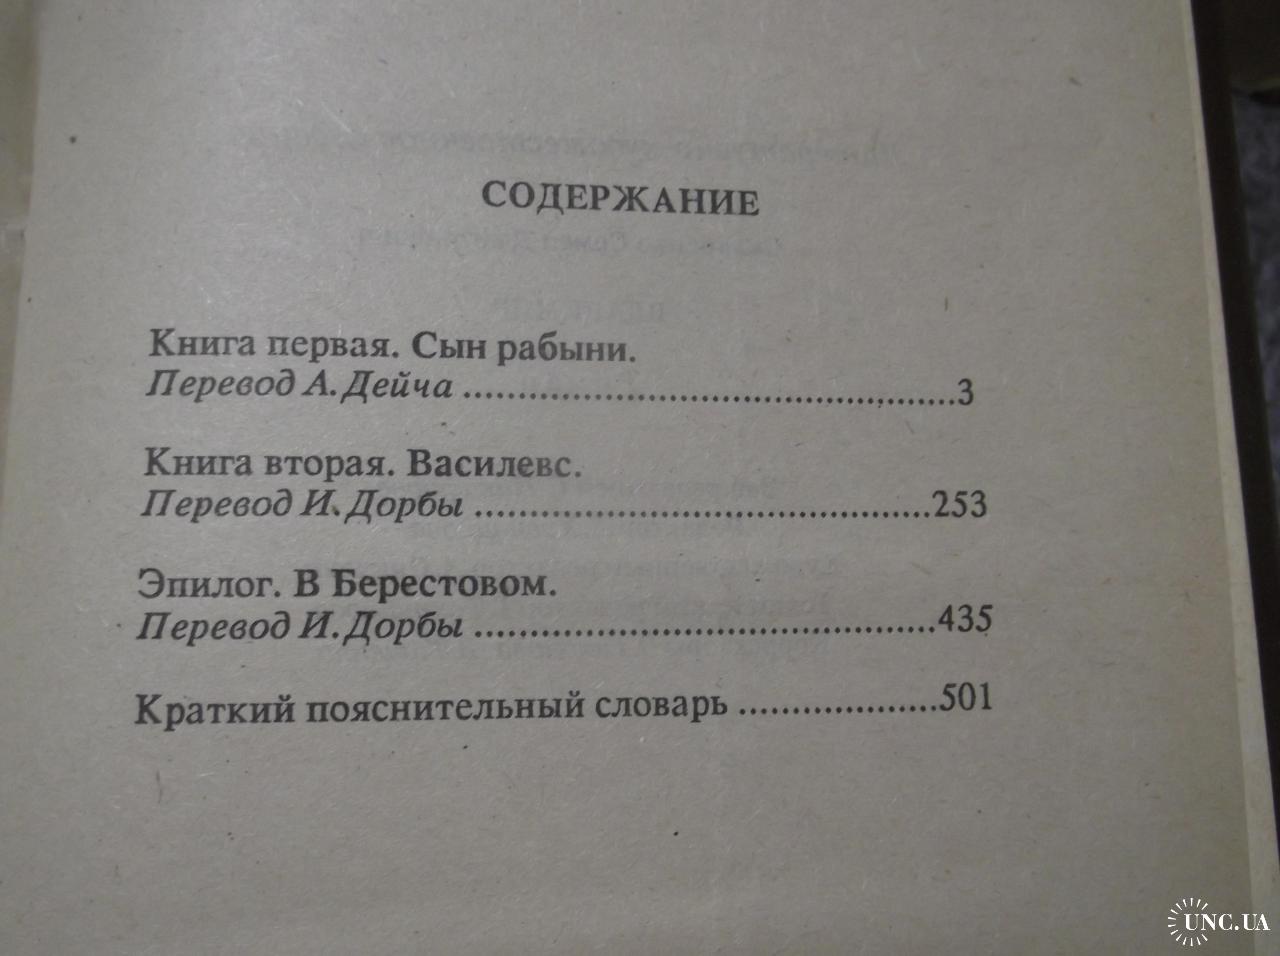 СОДЕРЖАНИЕ
Книга первая. Сын рабыни.
Перевод А. Дейча ..................................................3
Книга вторая. Василевс.
Перевод И. Дорбы ..............................................253
Эпилог. В Берестовом.
Перевод И. Дорбы ..............................................435
Краткий пояснительный словарь ...................501
UNC.UA